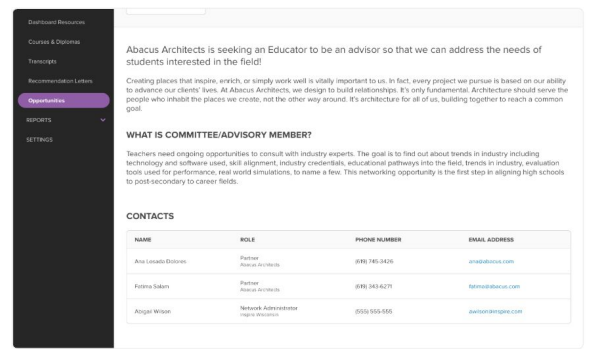 Dashboard Resources
Courses & Diplomas
Transcripts
Recommendation Letters
Opportunities
REPORTS
SETTINGS
Abacus Architects is seeking an Educator to be an advisor so that we can address the needs of
students interested in the field!
Creating places that inspire, enrich, or simply work well is vitally important to us. In fact, every project we pursue is based on our ability
to advance our clients' lives. At Abacus Architects, we design to build relationships. It's only fundamental. Architecture should serve the
people who inhabit the places we create, not the other way around. It's architecture for all of us, building together to reach a common
goal.
WHAT IS COMMITTEE/ADVISORY MEMBER?
Teachers need ongoing opportunities to consult with industry experts. The goal is to find out about trends in industry including
technology and software used, skill alignment, industry credentials, educational pathways into the field, trends in industry, evaluation
tools used for performance, real world simulations, to name a few. This networking opportunity is the first step in aligning high schools
to post-secondary to career fields.
CONTACTS
NAME ROLE PHONE NUMBER EMAIL ADDRESS
Ana Losado Dolores Partner (619) 745-3426 ana@abacus.com
Abacus Architects
Fatima Salam Partner (619) 343-6271 fatima@abacus.com
Abacus Architects
Abigail Wilson Network Administrator (555) 555-555
Inspire Wisconsin